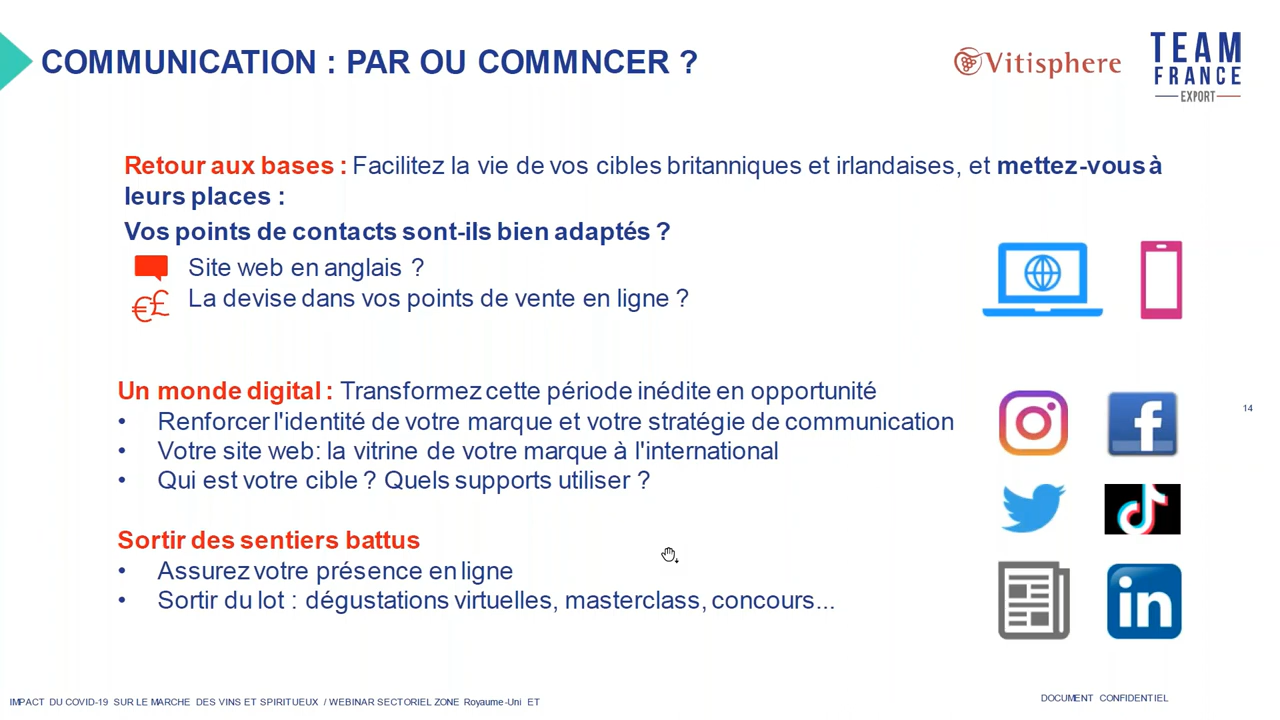 COMMUNICATION : PAR OU COMMNCER ?
Vitisphere
TEAM
FRANCE
EXPORT
Retour aux bases : Facilitez la vie de vos cibles britanniques et irlandaises, et mettez-vous à
leurs places :
Vos points de contacts sont-ils bien adaptés ?
Site web en anglais ?
€£ La devise dans vos points de vente en ligne ?
Un monde digital : Transformez cette période inédite en opportunité
• Renforcer l'identité de votre marque et votre stratégie de communication
• Votre site web: la vitrine de votre marque à l'international
• Qui est votre cible ? Quels supports utiliser ?
14
Sortir des sentiers battus
• Assurez votre présence en ligne
• Sortir du lot : dégustations virtuelles, masterclass, concours...
in
IMPACT DU COVID-19 SUR LE MARCHE DES VINS ET SPIRITUEUX / WEBINAR SECTORIEL ZONE Royaume-Uni ET
DOCUMENT CONFIDENTIEL